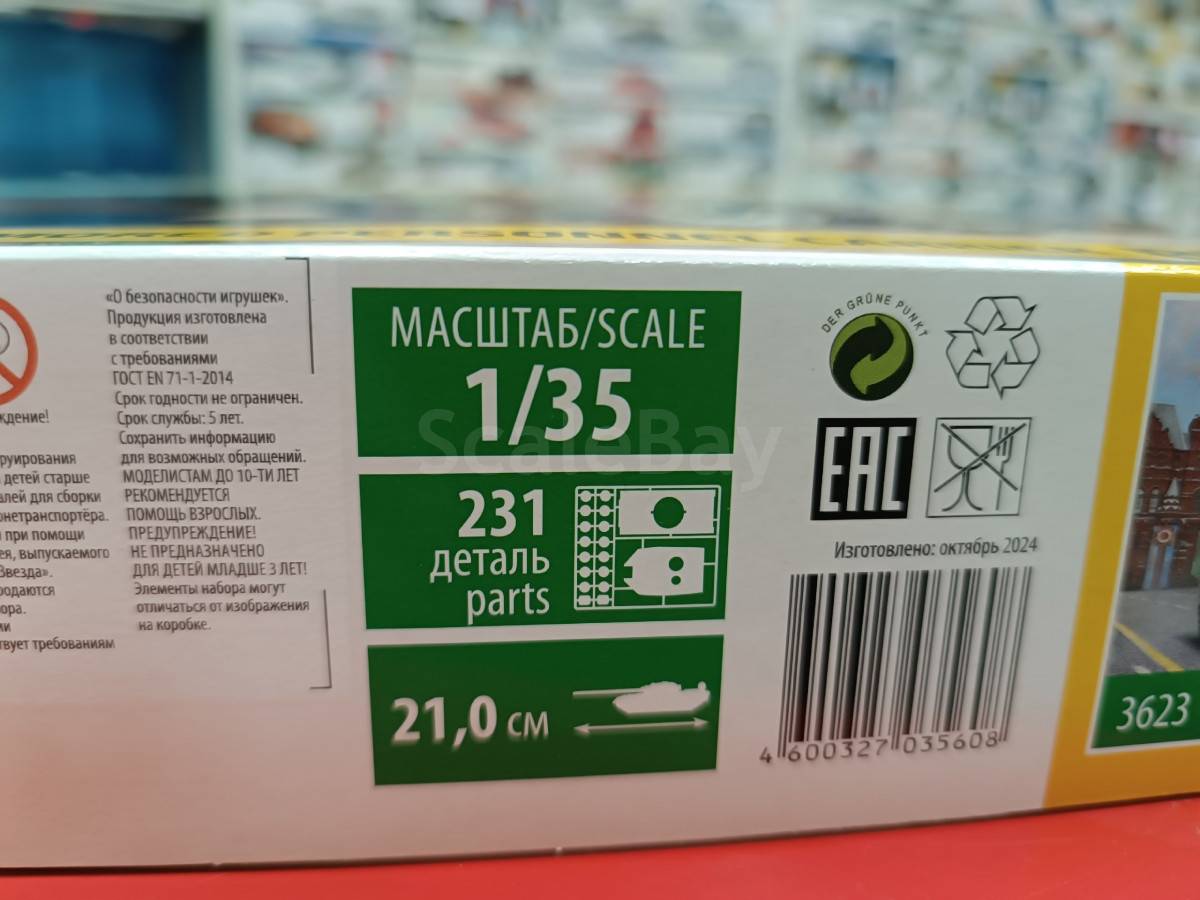 PERSONNEL
«О безопасности игрушек».
Продукция изготовлена
в соответствии
с требованиями
ГОСТ EN 71-1-2014
Срок годности не ограничен.
Срок службы: 5 лет.
Сохранить информацию
для возможных обращений.
МОДЕЛИСТАМ ДО 10-ТИ ЛЕТ
РЕКОМЕНДУЕТСЯ
ПОМОЩЬ ВЗРОСЛЫХ.
ПРЕДУПРЕЖДЕНИЕ!
НЕ ПРЕДНАЗНАЧЕНО
ДЛЯ ДЕТЕЙ МЛАДШЕ 3 ЛЕТ!
Элементы набора могут
отличаться от изображения
на коробке.
детей старше
для сборки
при помощи
выпускаемого
Звезда».
требованиям
МАСШТАБ/SCALE
1/35
231
деталь
parts
21,0 см
DER GRÜNE PUNKT
EAC
Изготовлено: октябрь 2024
4 600327 035608
3623
ScaleBay